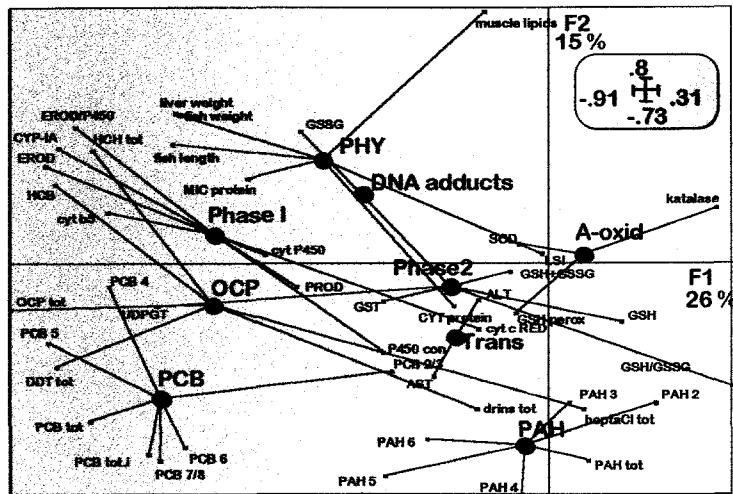 muscle lipids
F2
15 %
.8
-.91 .31
-.73
EROD/P450
liver weight
fish weight
GSSG
CYP-IA
HCH tot
EROD
fish length
PHY
HCB
MIC protein
DNA adducts
katalase
cyt b5
Phase I
A-oxid
SOD
cyt P450
LSI
Phase2
GSH+GSSG
F1
26 %
PCB 4
PROD
OCP
ALT
OCP tot
UDPGT
GST
CYT protein
GSH perox
GSH
PCB 5
cyt c RED
Trans
P450 con
GSH/GSSG
DDT tot
PCB
AST
PAH 3
PAH 2
drins tot
heptaCl tot
PCB tot
PAH
PAH 6
PCB tot.i
PCB 6
PAH tot
PCB 7/8
PAH 5
PAH 4